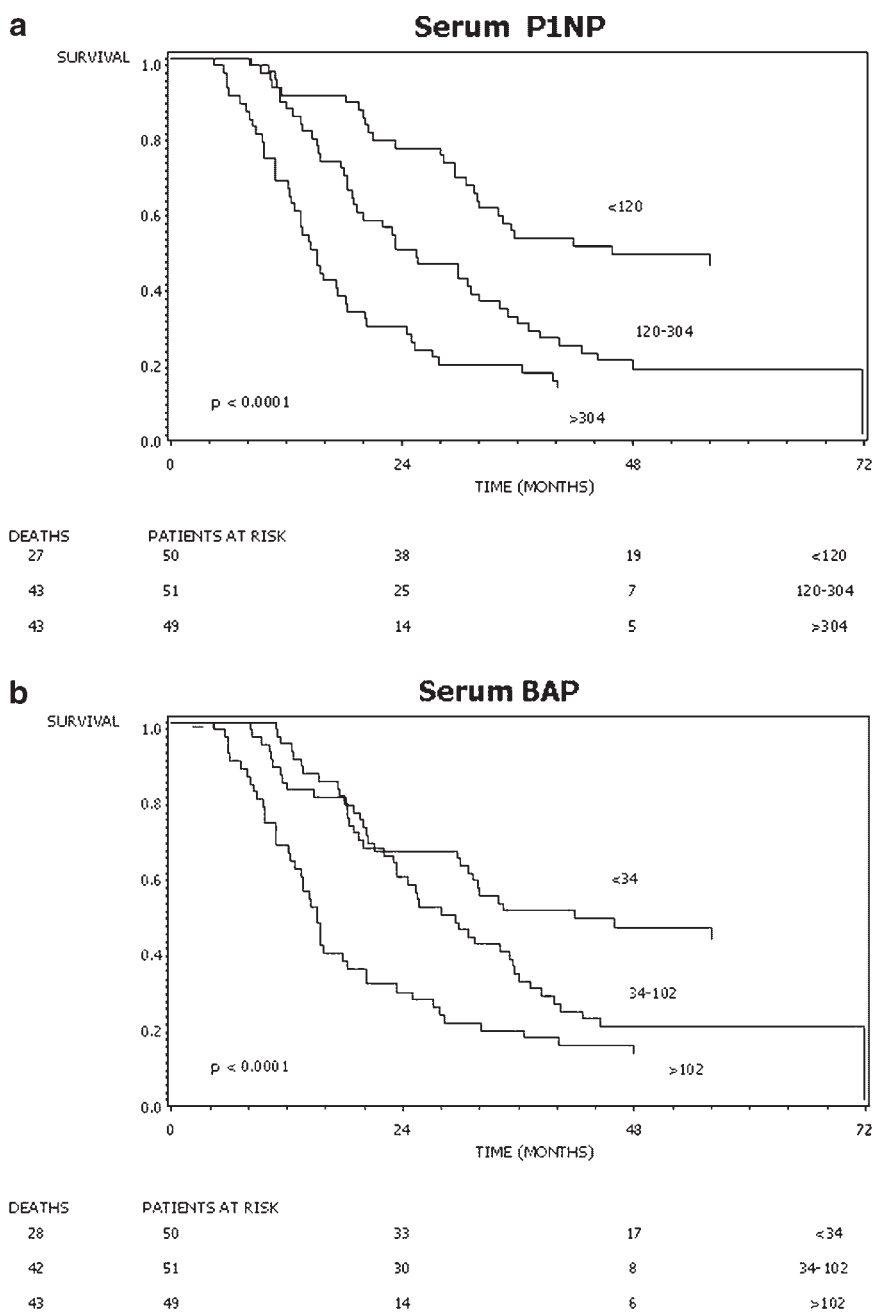 a
Serum P1NP
SURVIVAL
1.0
0.8
<120
0.6
0.4
120-304
0.2
p < 0.0001
>304
0.0
0 24 48 72
TIME (MONTHS)
DEATHS PATIENTS AT RISK
27 50 38 19 <120
43 51 25 7 120-304
43 49 14 5 >304
b
Serum BAP
SURVIVAL
1.0
0.8
<34
0.6
0.4
34-102
0.2
p < 0.0001
>102
0.0
0 24 48 72
TIME (MONTHS)
DEATHS PATIENTS AT RISK
28 50 33 17 <34
42 51 30 8 34-102
43 49 14 6 >102